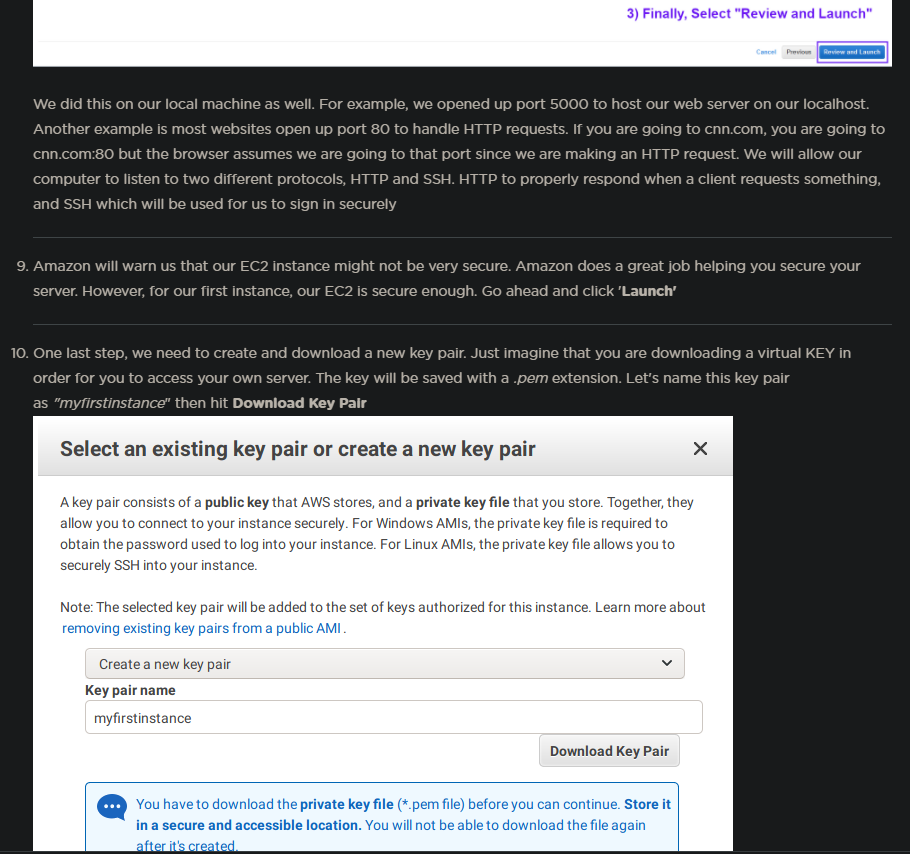 3) Finally, Select "Review and Launch"
Cancel Previous Review and Launch
We did this on our local machine as well. For example, we opened up port 5000 to host our web server on our localhost.
Another example is most websites open up port 80 to handle HTTP requests. If you are going to cnn.com, you are going to
cnn.com:80 but the browser assumes we are going to that port since we are making an HTTP request. We will allow our
computer to listen to two different protocols, HTTP and SSH. HTTP to properly respond when a client requests something,
and SSH which will be used for us to sign in securely
9. Amazon will warn us that our EC2 instance might not be very secure. Amazon does a great job helping you secure your
server. However, for our first instance, our EC2 is secure enough. Go ahead and click 'Launch'
10. One last step, we need to create and download a new key pair. Just imagine that you are downloading a virtual KEY in
order for you to access your own server. The key will be saved with a .pem extension. Let's name this key pair
as "myfirstinstance" then hit Download Key Pair
Select an existing key pair or create a new key pair
A key pair consists of a public key that AWS stores, and a private key file that you store. Together, they
allow you to connect to your instance securely. For Windows AMIs, the private key file is required to
obtain the password used to log into your instance. For Linux AMIs, the private key file allows you to
securely SSH into your instance.
Note: The selected key pair will be added to the set of keys authorized for this instance. Learn more about
removing existing key pairs from a public AMI .
Create a new key pair
Key pair name
myfirstinstance
Download Key Pair
You have to download the private key file (*.pem file) before you can continue. Store it
in a secure and accessible location. You will not be able to download the file again
after it's created.